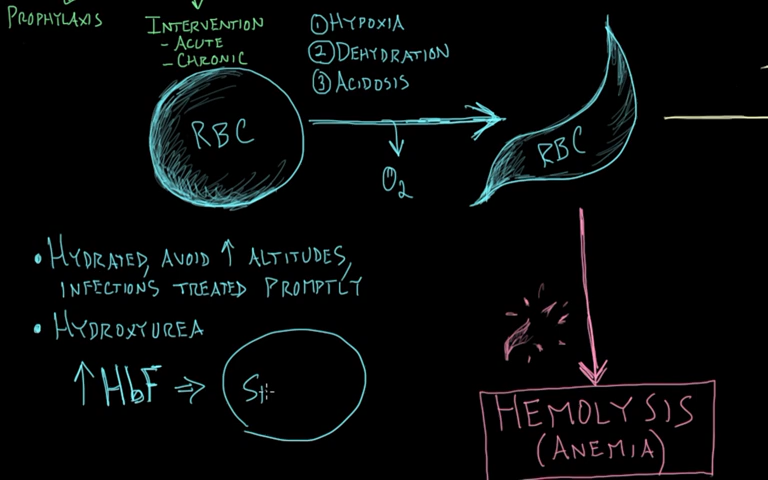 PROPHYLAXIS
INTERVENTION
- ACUTE
- CHRONIC
① HYPOXIA
② DEHYDRATION
③ ACIDOSIS
RBC
O2
RBC
• HYDRATED, AVOID ↑ ALTITUDES,
INFECTIONS TREATED PROMPTLY
• HYDROXYUREA
↑ HbF ⇒
HEMOLYSIS
(ANEMIA)